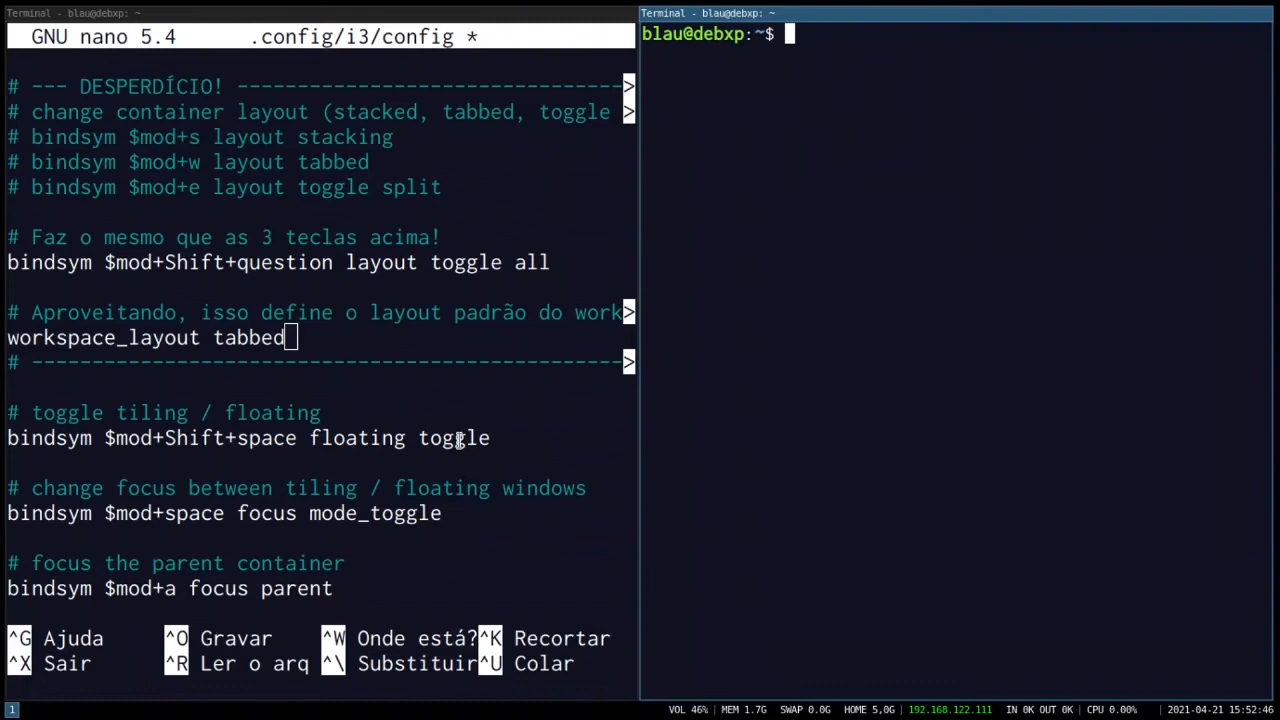 Terminal - blau@debxp: ~
GNU nano 5.4 .config/i3/config *
# --- DESPERDÍCIO! --------------------------------->
# change container layout (stacked, tabbed, toggle >
# bindsym $mod+s layout stacking
# bindsym $mod+w layout tabbed
# bindsym $mod+e layout toggle split
# Faz o mesmo que as 3 teclas acima!
bindsym $mod+Shift+question layout toggle all
# Aproveitando, isso define o layout padrão do work>
workspace_layout tabbed
# ------------------------------------------------->
# toggle tiling / floating
bindsym $mod+Shift+space floating toggle
# change focus between tiling / floating windows
bindsym $mod+space focus mode_toggle
# focus the parent container
bindsym $mod+a focus parent
^G Ajuda ^O Gravar ^W Onde está? ^K Recortar
^X Sair ^R Ler o arq ^\ Substituir ^U Colar
Terminal - blau@debxp: ~
blau@debxp:~$
1 VOL 46% | MEM 1.7G SWAP 0.0G HOME 5,0G | 192.168.122.111 IN 0K OUT 0K | CPU 0.00% | 2021-04-21 15:52:46